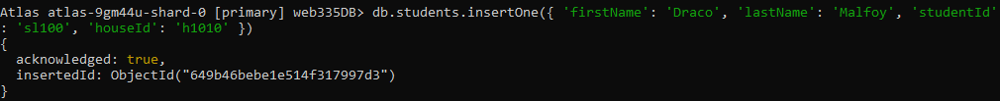 Atlas atlas-9gm44u-shard-0 [primary] web335DB> db.students.insertOne({ 'firstName': 'Draco', 'lastName': 'Malfoy', 'studentId'
: 'sl100', 'houseId': 'h1010' })
{
  acknowledged: true,
  insertedId: ObjectId("649b46bebe1e514f317997d3")
}